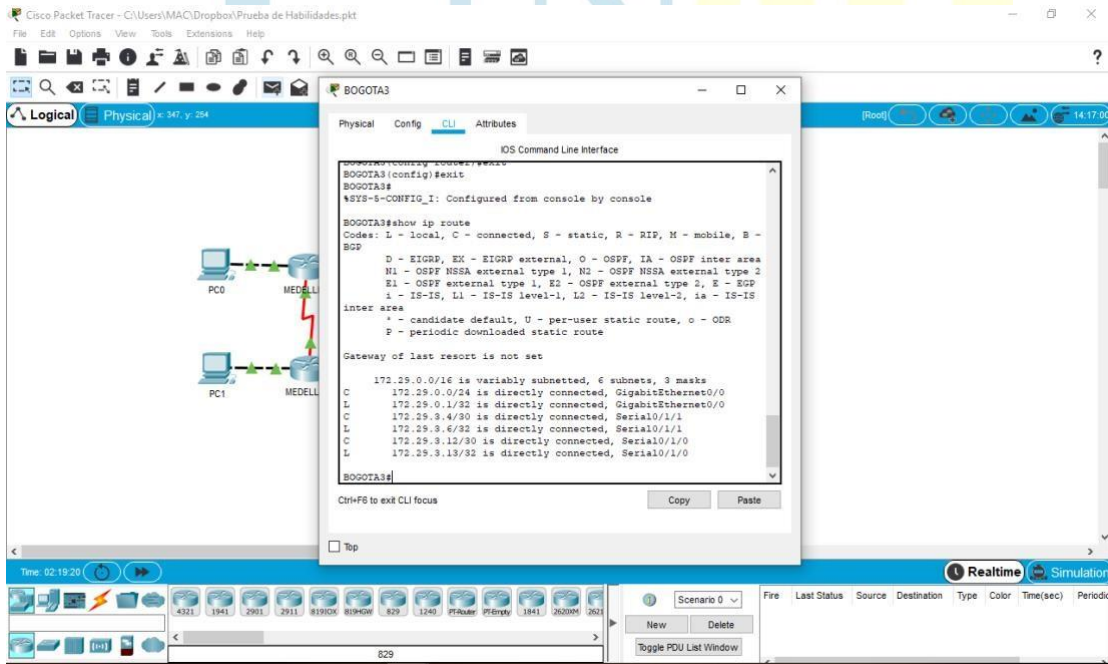 Cisco Packet Tracer - C:\Users\MAC\Dropbox\Prueba de Habilidades.pkt
File Edit Options View Tools Extensions Help
Logical Physical x: 347, y: 254
[Root] 14:17:00
PC0 MEDELLI
PC1 MEDELL
BOGOTA3
Physical Config CLI Attributes
IOS Command Line Interface
BOGOTA3(config-router)#exit
BOGOTA3(config)#exit
BOGOTA3#
%SYS-5-CONFIG_I: Configured from console by console
BOGOTA3#show ip route
Codes: L - local, C - connected, S - static, R - RIP, M - mobile, B -
BGP
D - EIGRP, EX - EIGRP external, O - OSPF, IA - OSPF inter area
N1 - OSPF NSSA external type 1, N2 - OSPF NSSA external type 2
E1 - OSPF external type 1, E2 - OSPF external type 2, E - EGP
i - IS-IS, L1 - IS-IS level-1, L2 - IS-IS level-2, ia - IS-IS
inter area
* - candidate default, U - per-user static route, o - ODR
P - periodic downloaded static route
Gateway of last resort is not set
172.29.0.0/16 is variably subnetted, 6 subnets, 3 masks
C 172.29.0.0/24 is directly connected, GigabitEthernet0/0
L 172.29.0.1/32 is directly connected, GigabitEthernet0/0
C 172.29.3.4/30 is directly connected, Serial0/1/1
L 172.29.3.6/32 is directly connected, Serial0/1/1
C 172.29.3.12/30 is directly connected, Serial0/1/0
L 172.29.3.13/32 is directly connected, Serial0/1/0
BOGOTA3#
Ctrl+F6 to exit CLI focus
Copy Paste
Top
Time: 02:19:20
Realtime Simulation
4321 1941 2901 2911 819IOX 819HGW 829 1240 PT-Router PT-Empty 1841 2620XM 2621
829
Scenario 0
New Delete
Toggle PDU List Window
Fire Last Status Source Destination Type Color Time(sec) Periodic